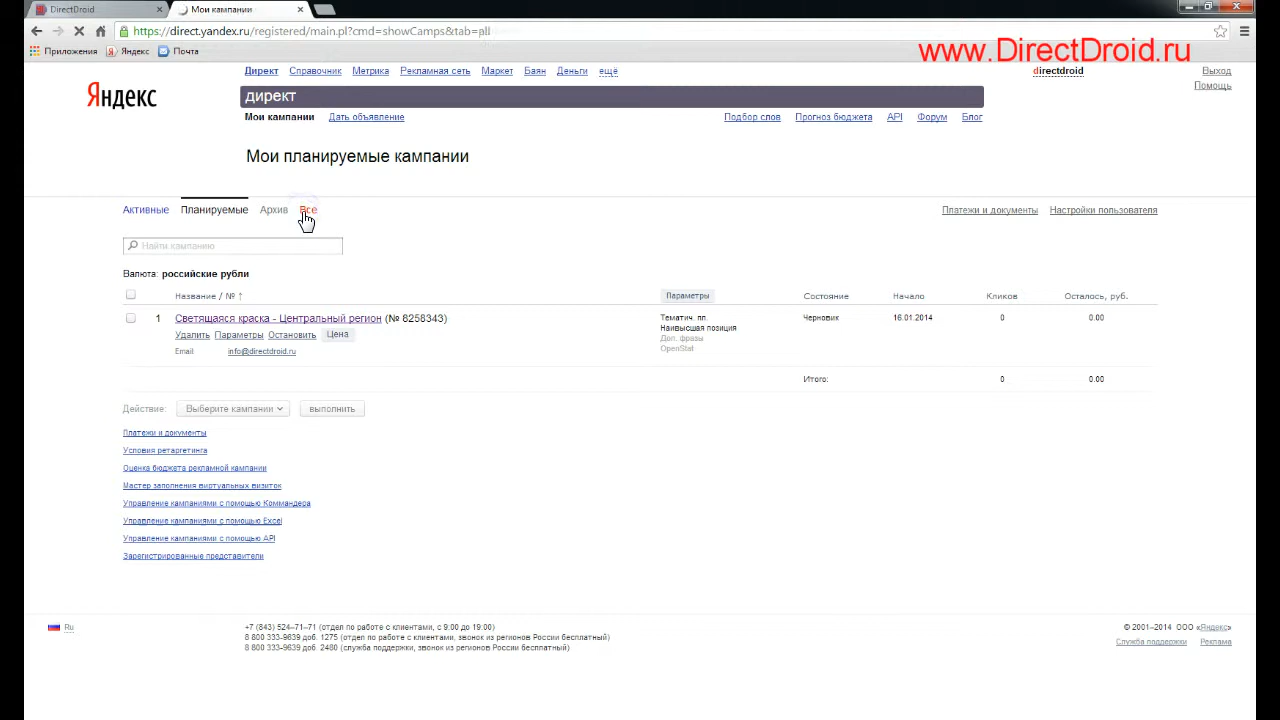 DirectDroid
Мои кампании
https://direct.yandex.ru/registered/main.pl?cmd=showCamps&tab=all
Приложения Яндекс Почта
www.DirectDroid.ru
Директ Справочник Метрика Рекламная сеть Маркет Баян Деньги ещё
directdroid
Выход
Помощь
Яндекс
директ
Мои кампании Дать объявление
Подбор слов Прогноз бюджета API Форум Блог
Мои планируемые кампании
Активные Планируемые Архив Все
Платежи и документы Настройки пользователя
Найти кампанию
Валюта: российские рубли
Название / № ↑ Параметры Состояние Начало Кликов Осталось, руб.
1 Светящаяся краска - Центральный регион (№ 8258343)
Удалить Параметры Остановить Цена
Email info@directdroid.ru
Тематич. пл.
Наивысшая позиция
Доп. фразы
OpenStat
Черновик 16.01.2014 0 0.00
Итого: 0 0.00
Действие: Выберите кампании выполнить
Платежи и документы
Условия ретаргетинга
Оценка бюджета рекламной кампании
Мастер заполнения виртуальных визиток
Управление кампаниями с помощью Коммандера
Управление кампаниями с помощью Excel
Управление кампаниями с помощью API
Зарегистрированные представители
Ru
+7 (843) 524–71–71 (отдел по работе с клиентами, с 9:00 до 19:00)
8 800 333-9639 доб. 1275 (отдел по работе с клиентами, звонок из регионов России бесплатный)
8 800 333-9639 доб. 2480 (служба поддержки, звонок из регионов России бесплатный)
© 2001–2014 ООО «Яндекс»
Служба поддержки Реклама